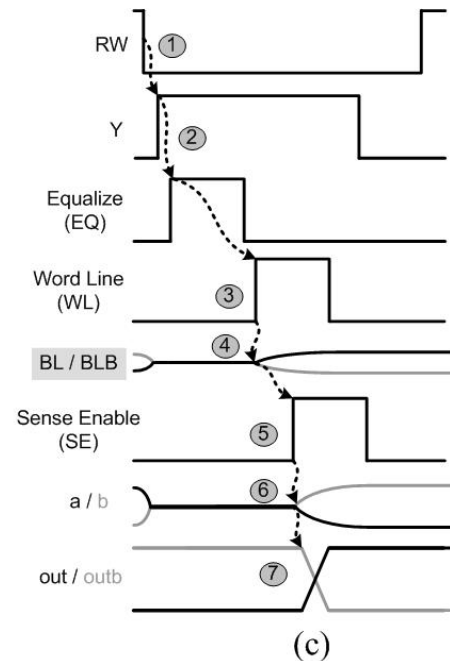 RW
1
Y
2
Equalize
(EQ)
Word Line
(WL)
3
4
BL / BLB
Sense Enable
(SE)
5
6
a / b
7
out / outb
(c)